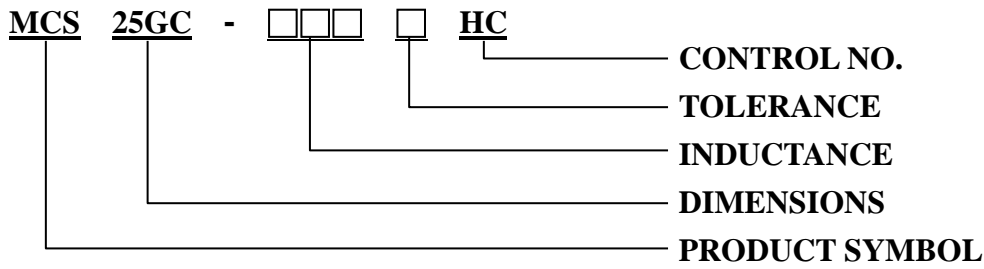 MCS 25GC - □□□ □ HC
CONTROL NO.
TOLERANCE
INDUCTANCE
DIMENSIONS
PRODUCT SYMBOL